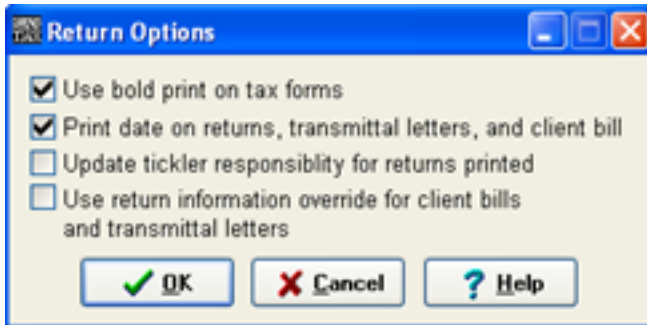 Return Options
Use bold print on tax forms
Print date on returns, transmittal letters, and client bill
Update tickler responsiblity for returns printed
Use return information override for client bills
and transmittal letters
OK Cancel Help